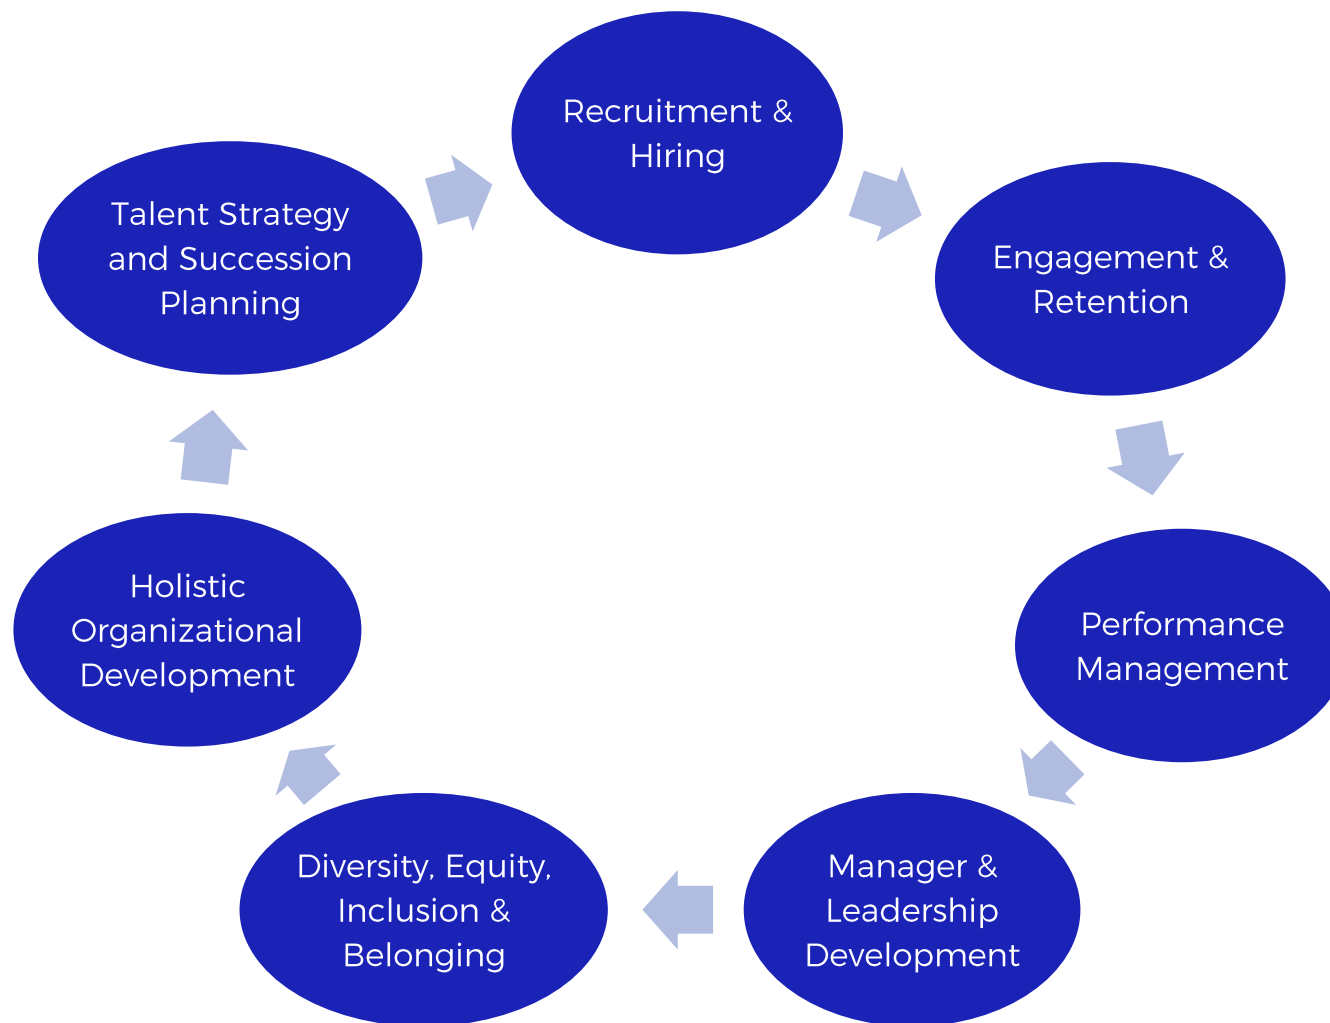 Recruitment &
Hiring
Engagement &
Retention
Performance
Management
Manager &
Leadership
Development
Diversity, Equity,
Inclusion &
Belonging
Holistic
Organizational
Development
Talent Strategy
and Succession
Planning